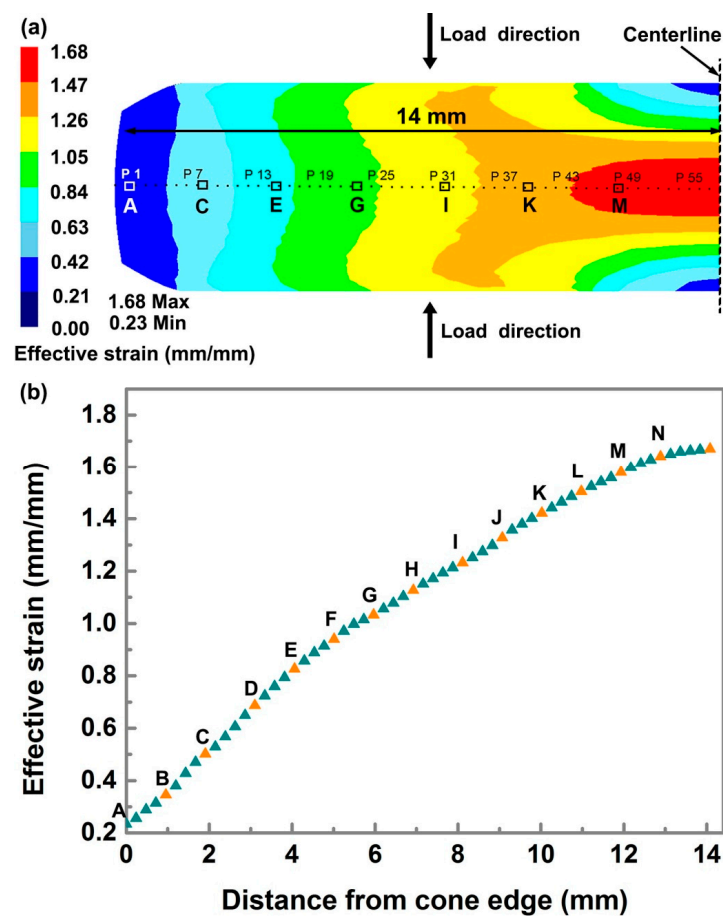 (a)
Load direction
Centerline
1.68
1.47
1.26
1.05
0.84
0.63
0.42
0.21
0.00
14 mm
P 1 P 7 P 13 P 19 P 25 P 31 P 37 P 43 P 49 P 55
A C E G I K M
1.68 Max
0.23 Min
Load direction
Effective strain (mm/mm)
(b)
Effective strain (mm/mm)
1.8
1.6
1.4
1.2
1.0
0.8
0.6
0.4
0.2
A B C D E F G H I J K L M N
0 2 4 6 8 10 12 14
Distance from cone edge (mm)